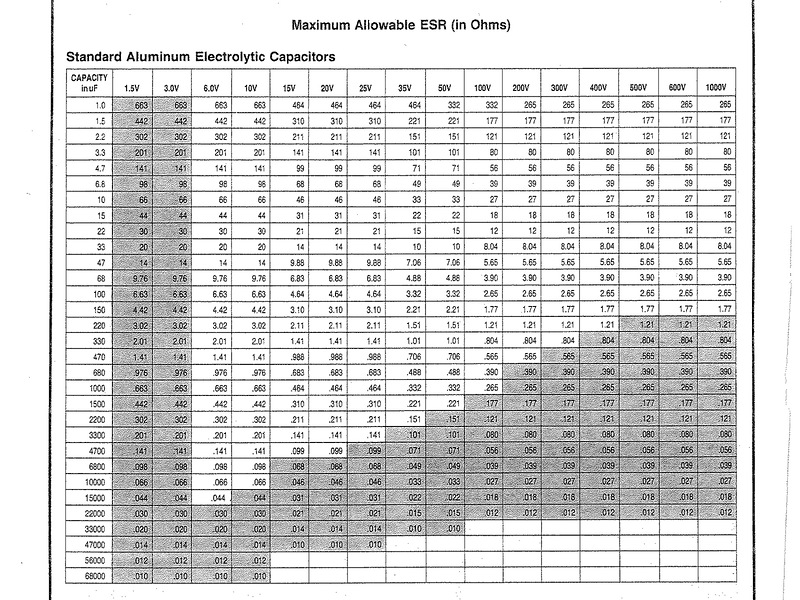 Maximum Allowable ESR (in Ohms)
Standard Aluminum Electrolytic Capacitors
CAPACITY
in uF 1.5V 3.0V 6.0V 10V 15V 20V 25V 35V 50V 100V 200V 300V 400V 500V 600V 1000V
1.0 663 663 663 663 464 464 464 464 332 332 265 265 265 265 265 265
1.5 442 442 442 442 310 310 310 221 221 177 177 177 177 177 177 177
2.2 302 302 302 302 211 211 211 151 151 121 121 121 121 121 121 121
3.3 201 201 201 201 141 141 141 101 101 80 80 80 80 80 80 80
4.7 141 141 141 141 99 99 99 71 71 56 56 56 56 56 56 56
6.8 98 98 98 98 68 68 68 49 49 39 39 39 39 39 39 39
10 66 66 66 66 46 46 46 33 33 27 27 27 27 27 27 27
15 44 44 44 44 31 31 31 22 22 18 18 18 18 18 18 18
22 30 30 30 30 21 21 21 15 15 12 12 12 12 12 12 12
33 20 20 20 20 14 14 14 10 10 8.04 8.04 8.04 8.04 8.04 8.04 8.04
47 14 14 14 14 9.88 9.88 9.88 7.06 7.06 5.65 5.65 5.65 5.65 5.65 5.65 5.65
68 9.76 9.76 9.76 9.76 6.83 6.83 6.83 4.88 4.88 3.90 3.90 3.90 3.90 3.90 3.90 3.90
100 6.63 6.63 6.63 6.63 4.64 4.64 4.64 3.32 3.32 2.65 2.65 2.65 2.65 2.65 2.65 2.65
150 4.42 4.42 4.42 4.42 3.10 3.10 3.10 2.21 2.21 1.77 1.77 1.77 1.77 1.77 1.77 1.77
220 3.02 3.02 3.02 3.02 2.11 2.11 2.11 1.51 1.51 1.21 1.21 1.21 1.21 1.21 1.21 1.21
330 2.01 2.01 2.01 2.01 1.41 1.41 1.41 1.01 1.01 .804 .804 .804 .804 .804 .804 .804
470 1.41 1.41 1.41 1.41 .988 .988 .988 .706 .706 .565 .565 .565 .565 .565 .565 .565
680 .976 .976 .976 .976 .683 .683 .683 .488 .488 .390 .390 .390 .390 .390 .390 .390
1000 .663 .663 .663 .663 .464 .464 .464 .332 .332 .265 .265 .265 .265 .265 .265 .265
1500 .442 .442 .442 .442 .310 .310 .310 .221 .221 .177 .177 .177 .177 .177 .177 .177
2200 .302 .302 .302 .302 .211 .211 .211 .151 .151 .121 .121 .121 .121 .121 .121 .121
3300 .201 .201 .201 .201 .141 .141 .141 .101 .101 .080 .080 .080 .080 .080 .080 .080
4700 .141 .141 .141 .141 .099 .099 .099 .071 .071 .056 .056 .056 .056 .056 .056 .056
6800 .098 .098 .098 .098 .068 .068 .068 .049 .049 .039 .039 .039 .039 .039 .039 .039
10000 .066 .066 .066 .066 .046 .046 .046 .033 .033 .027 .027 .027 .027 .027 .027 .027
15000 .044 .044 .044 .044 .031 .031 .031 .022 .022 .018 .018 .018 .018 .018 .018 .018
22000 .030 .030 .030 .030 .021 .021 .021 .015 .015 .012 .012 .012 .012 .012 .012 .012
33000 .020 .020 .020 .020 .014 .014 .014 .010 .010
47000 .014 .014 .014 .014 .010 .010 .010
56000 .012 .012 .012 .012
68000 .010 .010 .010 .010